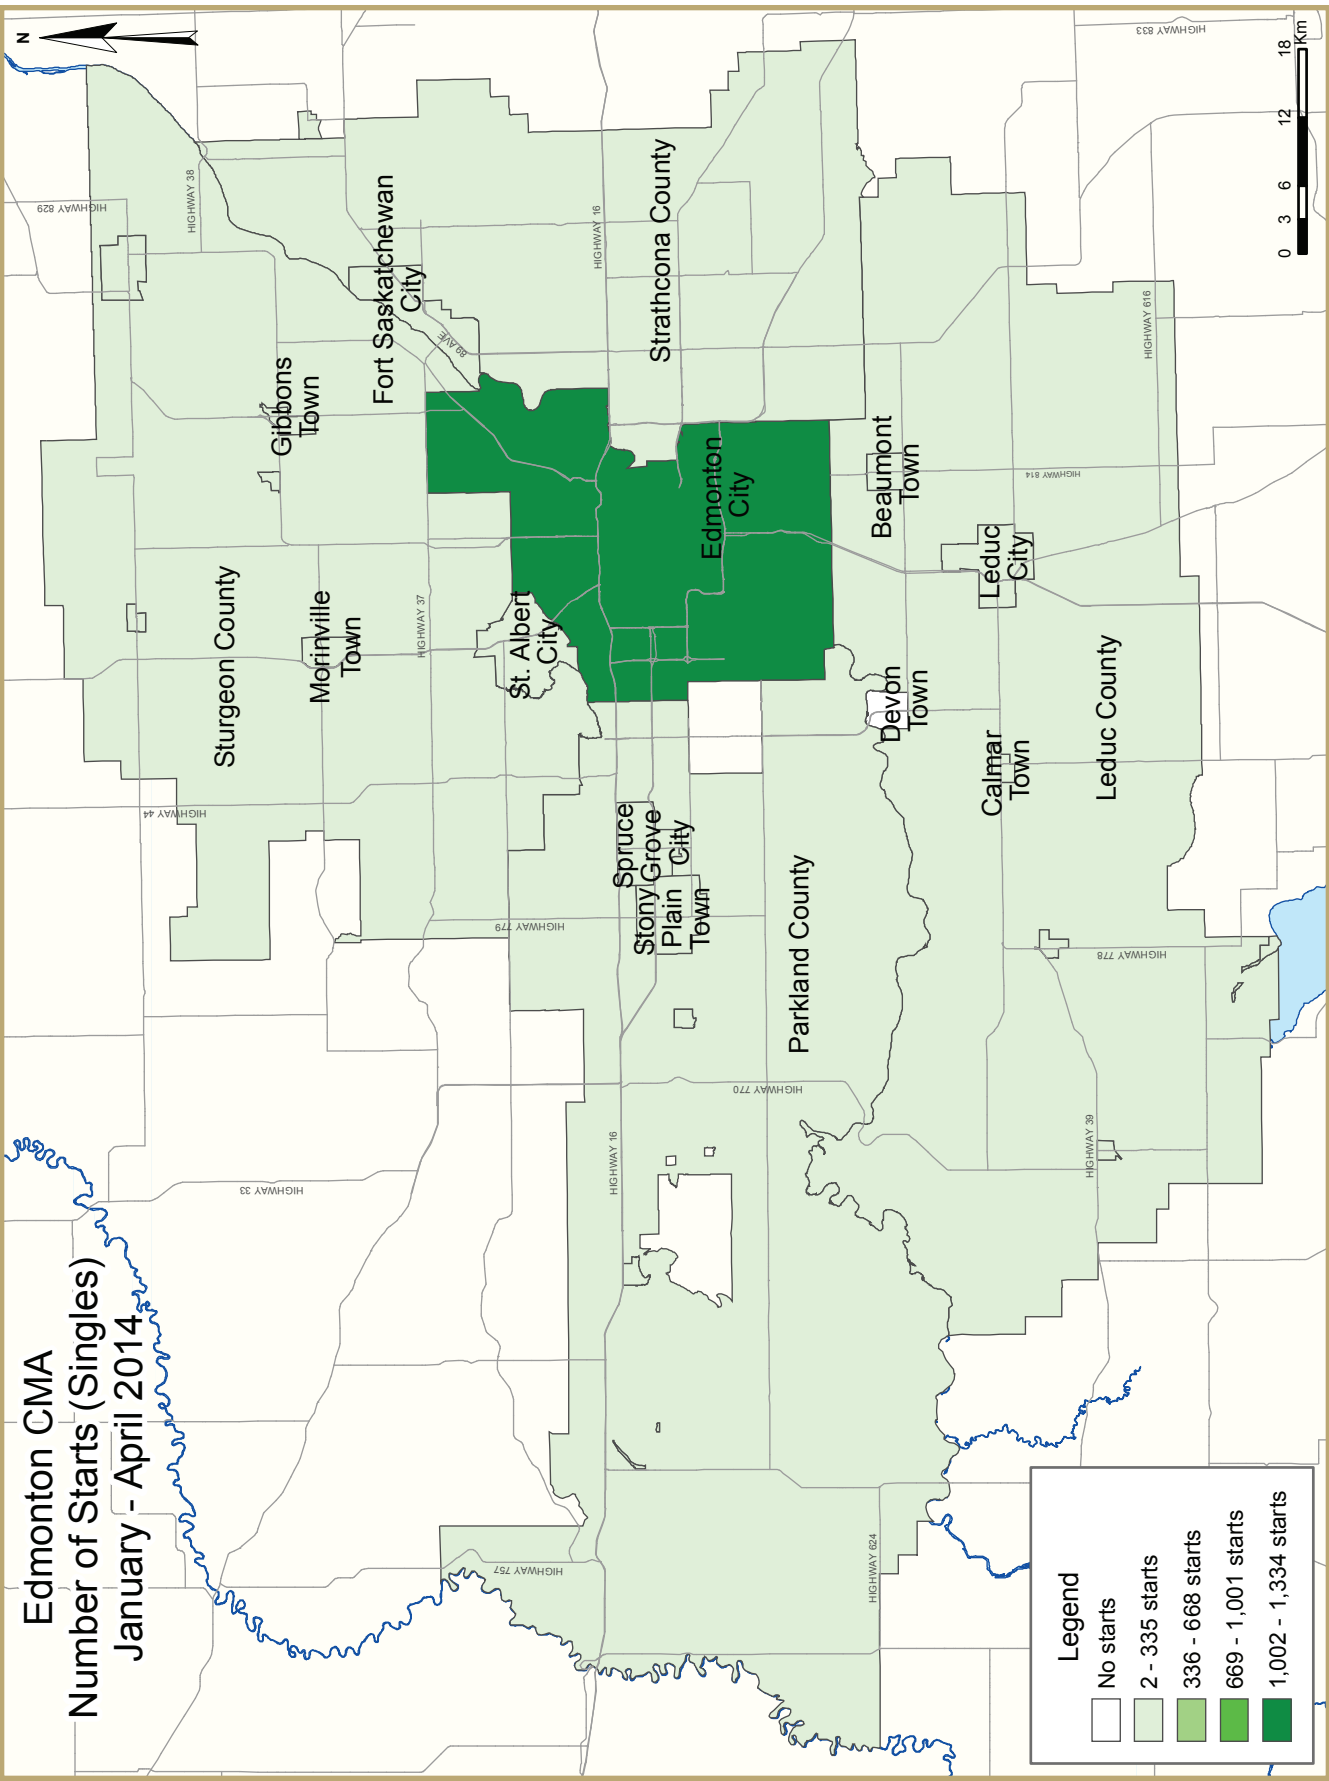 Edmonton CMA
Number of Starts (Singles)
January - April 2014
N
HIGHWAY 829
HIGHWAY 38
HIGHWAY 833
Gibbons
Town
Fort Saskatchewan
City
89 AVE
HIGHWAY 16
Strathcona County
Sturgeon County
Morinville
Town
HIGHWAY 37
St. Albert
City
HIGHWAY 44
Edmonton
City
Beaumont
Town
HIGHWAY 814
HIGHWAY 616
Leduc
City
Devon
Town
Calmar
Town
Leduc County
Spruce
Grove
City
Stony
Plain
Town
HIGHWAY 779
Parkland County
HIGHWAY 778
HIGHWAY 770
HIGHWAY 16
HIGHWAY 39
HIGHWAY 33
HIGHWAY 757
HIGHWAY 624
0 3 6 12 18
Km
Legend
No starts
2 - 335 starts
336 - 668 starts
669 - 1,001 starts
1,002 - 1,334 starts